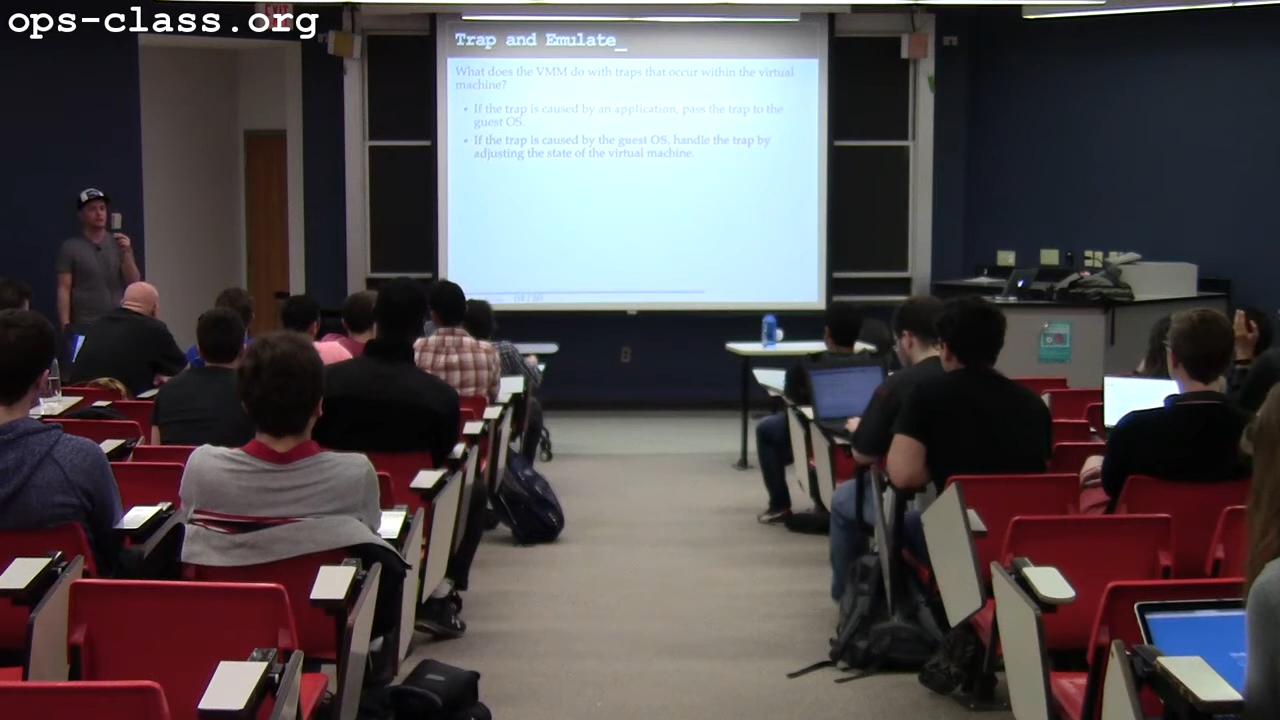 ops-class.org
EXIT
Trap and Emulate_
What does the VMM do with traps that occur within the virtual
machine?
• If the trap is caused by an application, pass the trap to the
guest OS.
• If the trap is caused by the guest OS, handle the trap by
adjusting the state of the virtual machine.